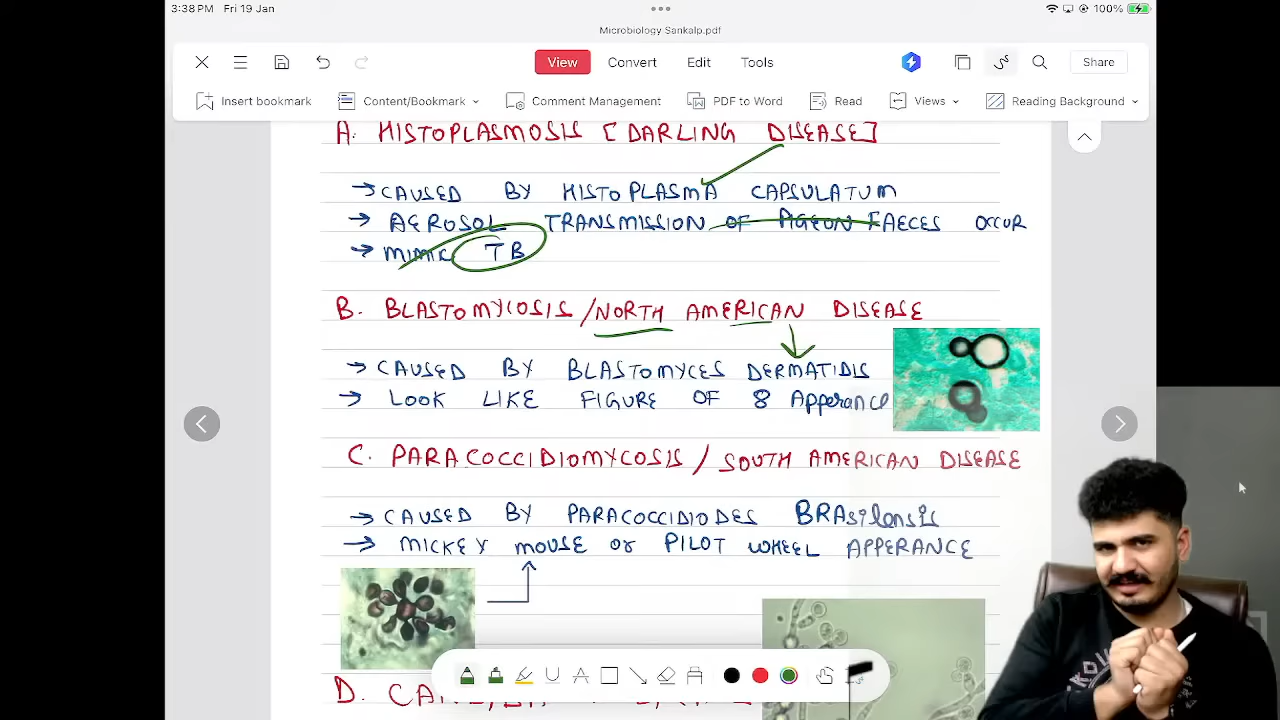 3:38 PM Fri 19 Jan
100%
Microbiology Sankalp.pdf
View Convert Edit Tools Share
Insert bookmark Content/Bookmark Comment Management PDF to Word Read Views Reading Background
A. HISTOPLASMOSIS [DARLING DISEASE]
→ CAUSED BY HISTOPLASMA CAPSULATUM
→ AEROSOL TRANSMISSION OF PIGEON FAECES OCCUR
→ MIMIC TB
B. BLASTOMYCOSIS / NORTH AMERICAN DISEASE
→ CAUSED BY BLASTOMYCES DERMATIDIS
→ LOOK LIKE FIGURE OF 8 Apperance
C. PARACOCCIDIOMYCOSIS / SOUTH AMERICAN DISEASE
→ CAUSED BY PARACOCCIDIODES BRAsilensis
→ MICKEY MOUSE or PILOT WHEEL APPERANCE
D.